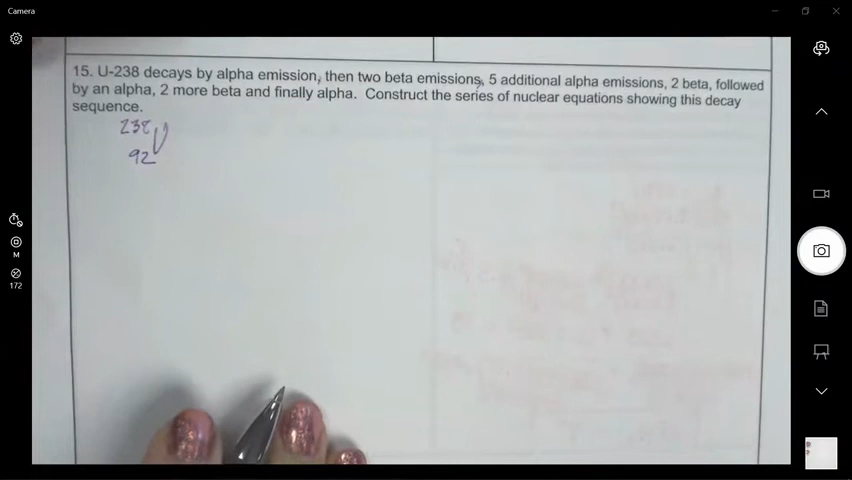 Camera
15. U-238 decays by alpha emission, then two beta emissions, 5 additional alpha emissions, 2 beta, followed
by an alpha, 2 more beta and finally alpha. Construct the series of nuclear equations showing this decay
sequence.
238
92
U
M
172